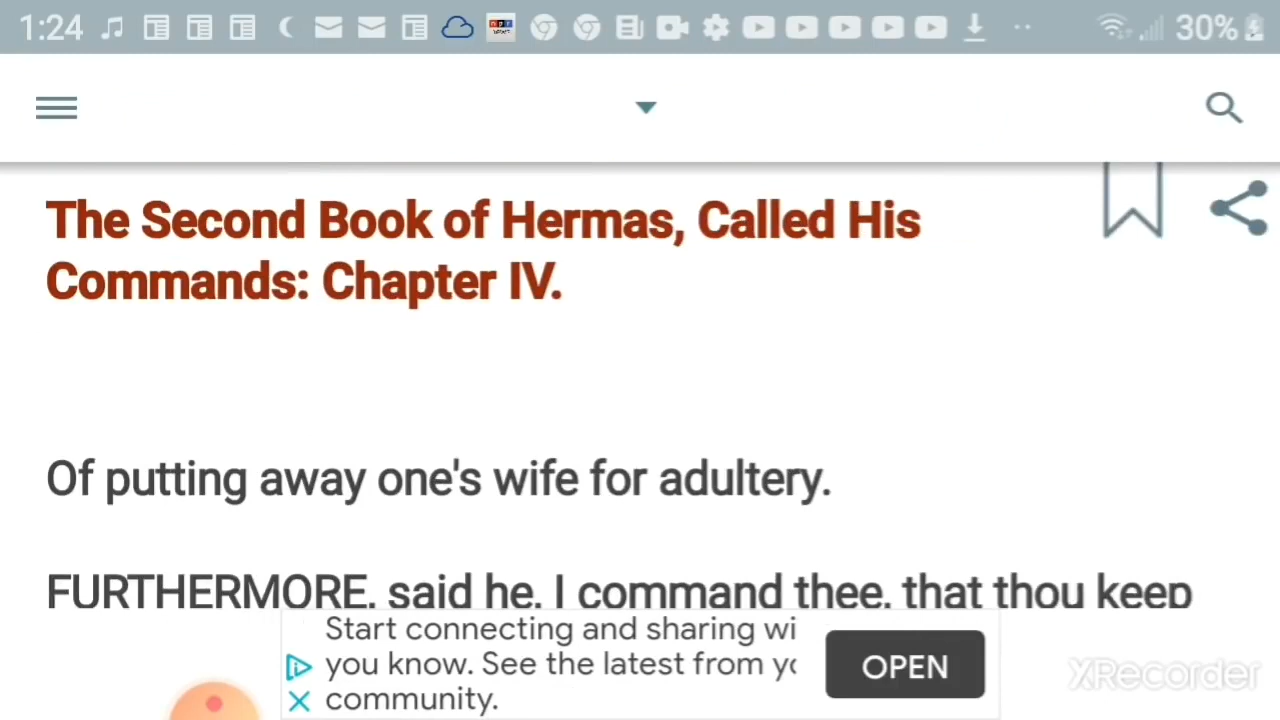 1:24
30%
The Second Book of Hermas, Called His
Commands: Chapter IV.
Of putting away one's wife for adultery.
FURTHERMORE, said he, I command thee, that thou keep
Start connecting and sharing wi
you know. See the latest from yo
community.
OPEN
XRecorder